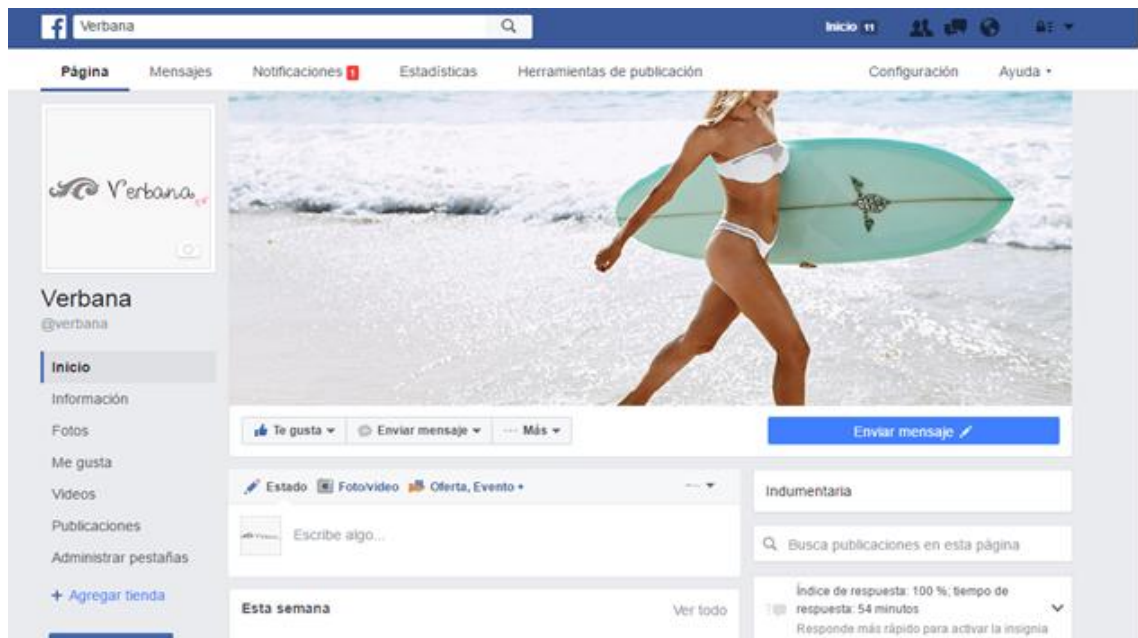 f Verbana
Inicio 11
Página Mensajes Notificaciones 1 Estadísticas Herramientas de publicación Configuración Ayuda
Verbana
Verbana
@verbana
Inicio
Información
Fotos
Me gusta
Videos
Publicaciones
Administrar pestañas
+ Agregar tienda
Te gusta Enviar mensaje ··· Más
Enviar mensaje
Estado Foto/video Oferta, Evento +
Escribe algo...
Esta semana Ver todo
Indumentaria
Busca publicaciones en esta página
Índice de respuesta: 100 %; tiempo de
respuesta: 54 minutos
Responde más rápido para activar la insignia